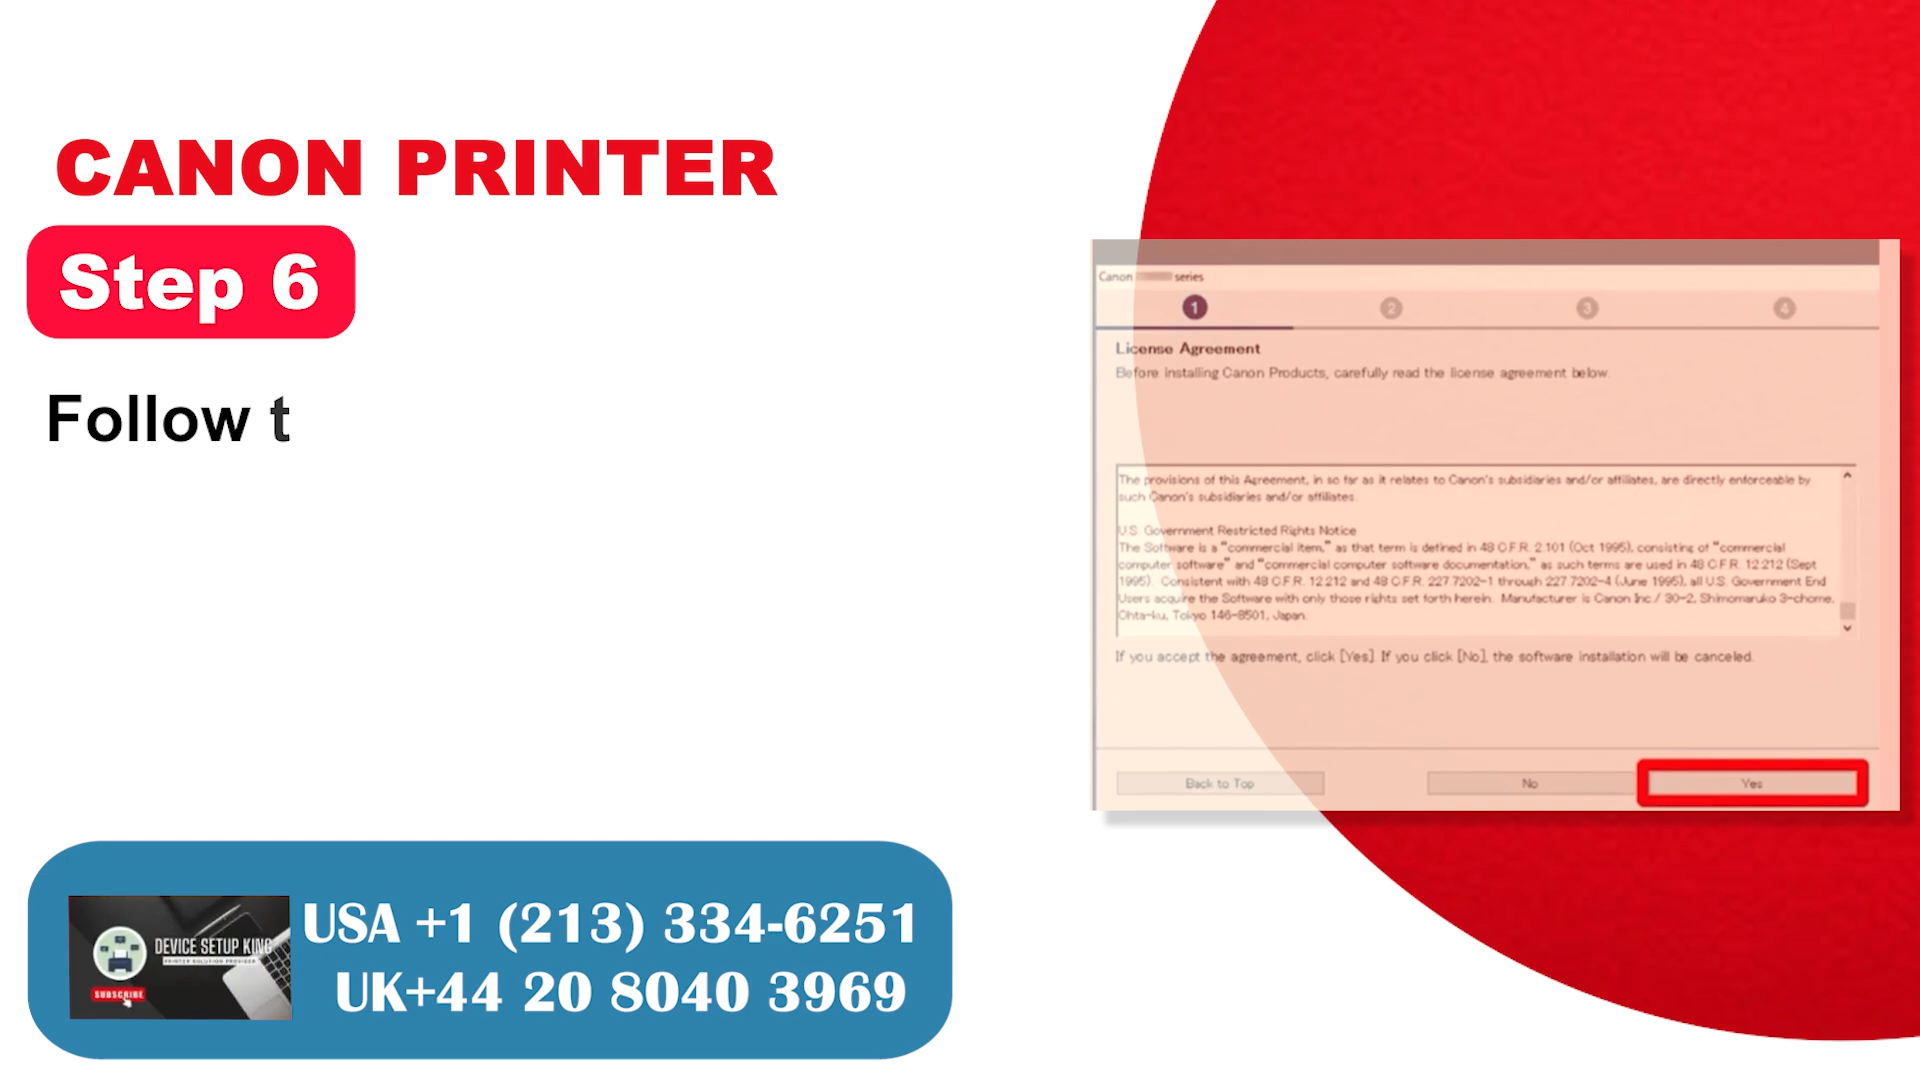 CANON PRINTER
Step 6
Follow t
Canon series
1 2 3 4
License Agreement
Before installing Canon Products, carefully read the license agreement below.
The provisions of this Agreement, in so far as it relates to Canon's subsidiaries and/or affiliates, are directly enforceable by
such Canon's subsidiaries and/or affiliates.
U.S. Government Restricted Rights Notice
The Software is a "commercial item," as that term is defined in 48 C.F.R. 2.101 (Oct 1995), consisting of "commercial
computer software" and "commercial computer software documentation," as such terms are used in 48 C.F.R. 12.212 (Sept
1995). Consistent with 48 C.F.R. 12.212 and 48 C.F.R. 227.7202-1 through 227.7202-4 (June 1995), all U.S. Government End
Users acquire the Software with only those rights set forth herein. Manufacturer is Canon Inc./ 30-2, Shimomaruko 3-chome,
Ohta-ku, Tokyo 146-8501, Japan.
If you accept the agreement, click [Yes]. If you click [No], the software installation will be canceled.
Back to Top No Yes
DEVICE SETUP KING
PRINTER SOLUTION PROVIDER
SUBSCRIBE
USA +1 (213) 334-6251
UK+44 20 8040 3969